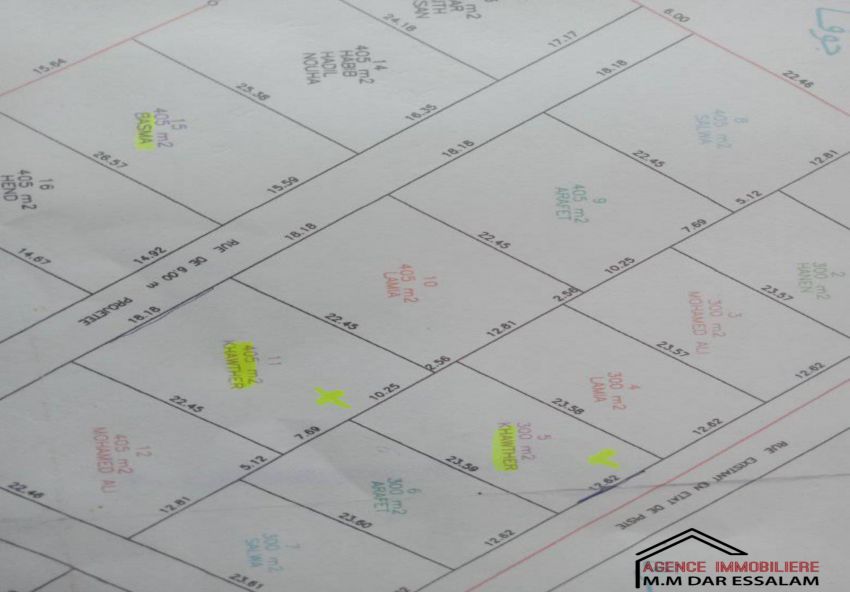 8
405 m2
SALWA
9
405 m2
ARAFET
10
405 m2
LAMIA
11
405 m2
KHAWTHER
12
405 m2
MOHAMED ALI
14
405 m2
HABIB
HADIL
NOUHA
15
405 m2
BASMA
16
405 m2
HEND
2
300 m2
HANEN
3
300 m2
MOHAMED ALI
4
300 m2
LAMIA
5
300 m2
KHAWTHER
6
300 m2
ARAFET
7
300 m2
SALWA
RUE DE 6.00 m PROJETEE
RUE EXISTANT EN ETAT DE PISTE
15.64
25.38
24.16
17.17
6.00
22.46
18.18
16.35
18.18
22.45
12.81
5.12
26.57
15.59
7.69
14.92
18.18
22.45
10.25
23.57
14.67
2.56
12.81
18.18
22.45
23.57
12.62
2.56
10.25
23.58
12.62
22.45
7.69
23.59
12.62
5.12
22.46
12.81
23.60
12.62
23.61
AGENCE IMMOBILIERE
M.M DAR ESSALAM